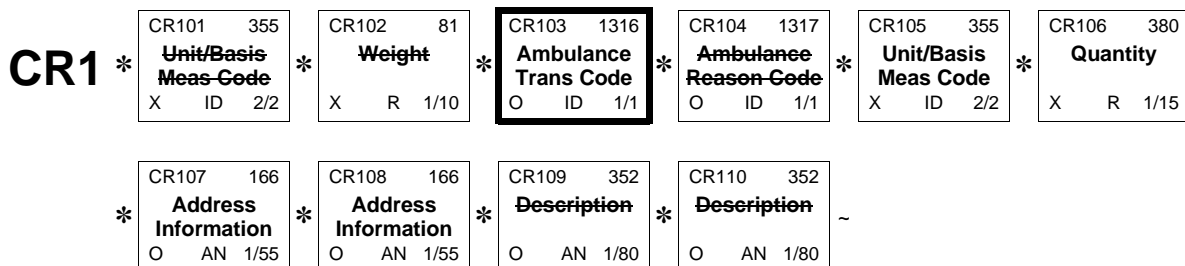 CR101 355 CR102 81 CR103 1316 CR104 1317 CR105 355 CR106 380
CR1 * Unit/Basis Meas Code * Weight * Ambulance Trans Code * Ambulance Reason Code * Unit/Basis Meas Code * Quantity
X ID 2/2 X R 1/10 O ID 1/1 O ID 1/1 X ID 2/2 X R 1/15
CR107 166 CR108 166 CR109 352 CR110 352
* Address Information * Address Information * Description * Description ~
O AN 1/55 O AN 1/55 O AN 1/80 O AN 1/80